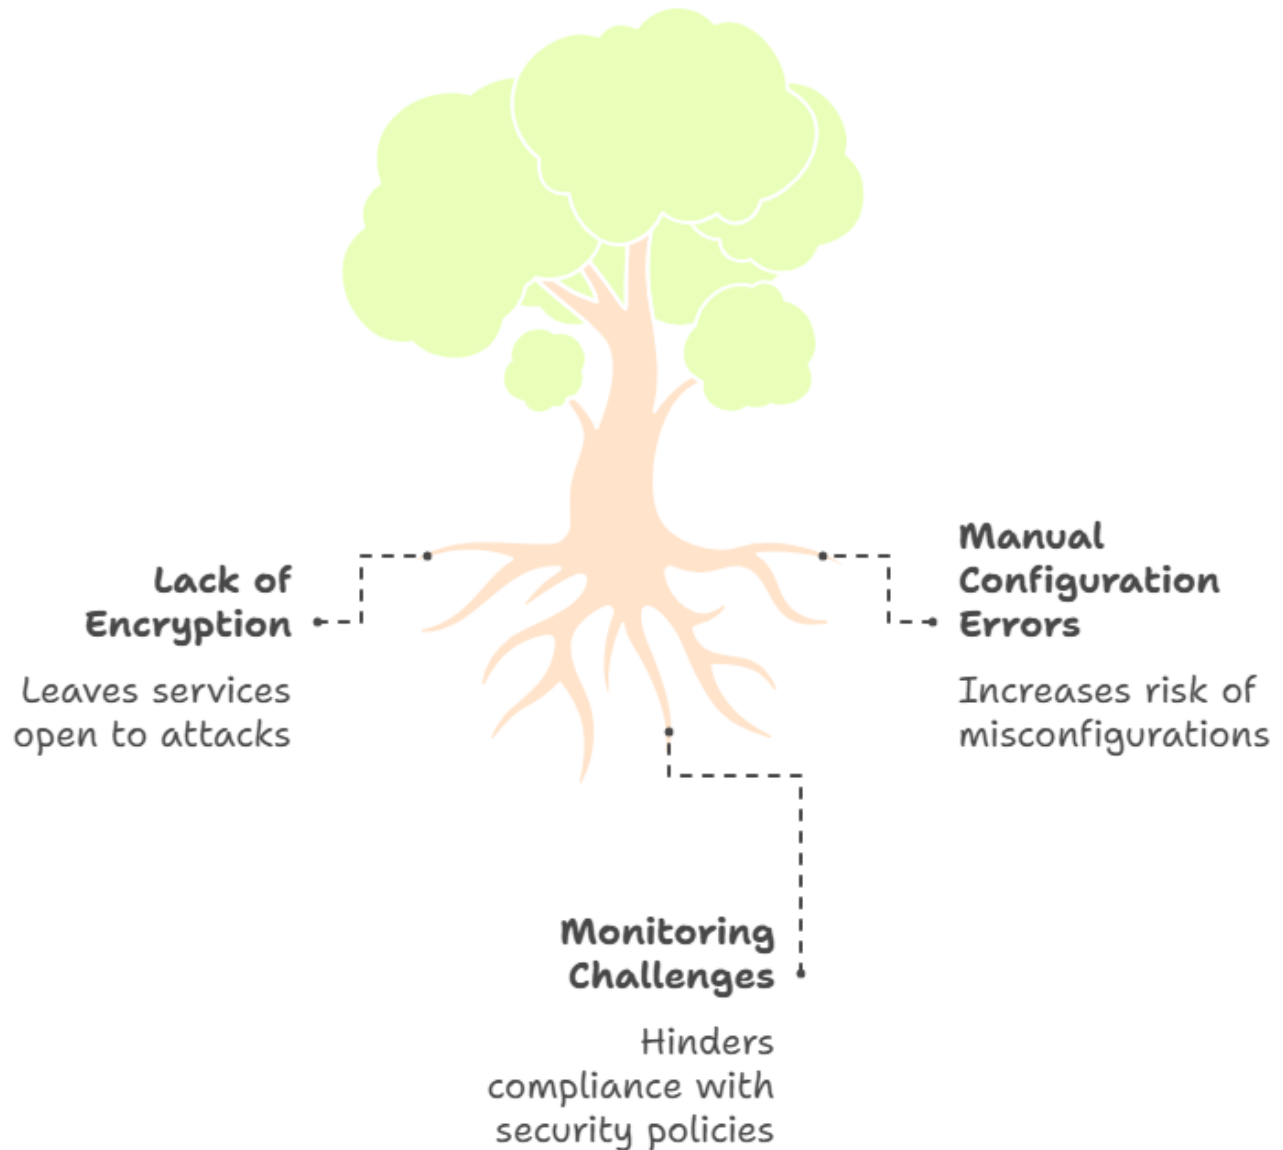 Lack of
Encryption
Leaves services
open to attacks
Manual
Configuration
Errors
Increases risk of
misconfigurations
Monitoring
Challenges
Hinders
compliance with
security policies